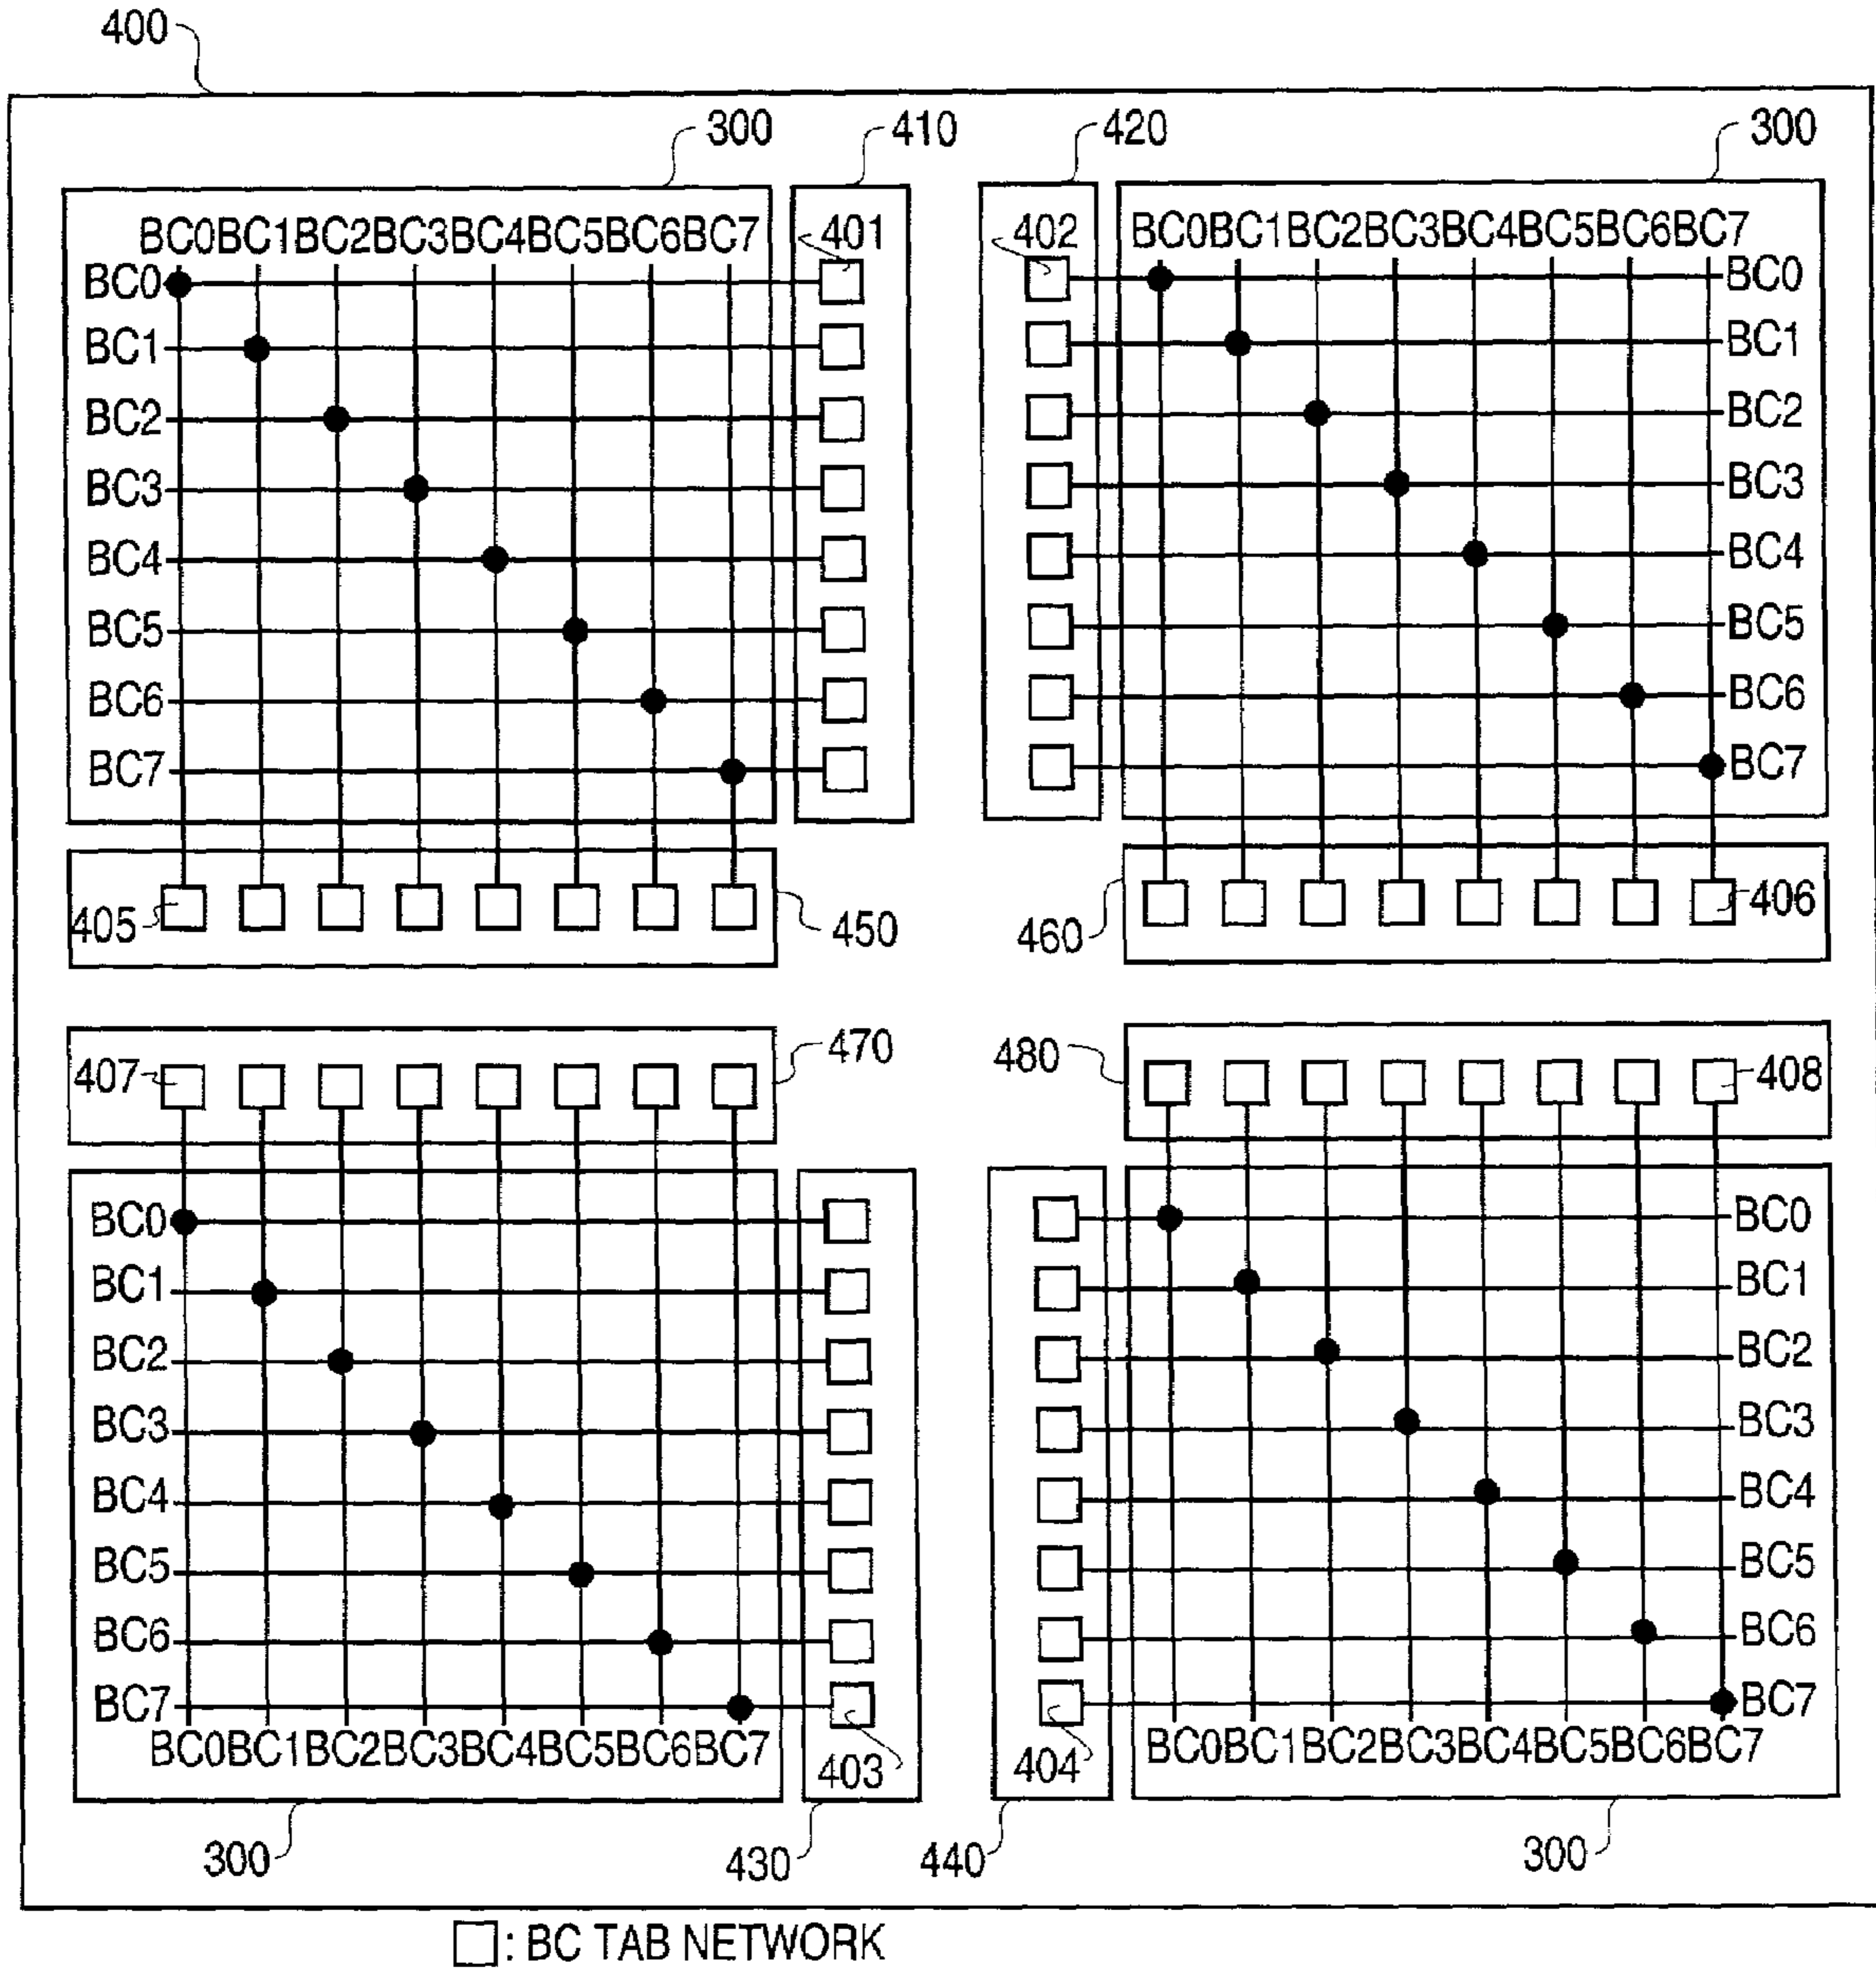 400
300 410 420 300
BC0BC1BC2BC3BC4BC5BC6BC7 401 402 BC0BC1BC2BC3BC4BC5BC6BC7
BC0 BC0
BC1 BC1
BC2 BC2
BC3 BC3
BC4 BC4
BC5 BC5
BC6 BC6
BC7 BC7
405 450 460 406
407 470 480 408
BC0 BC0
BC1 BC1
BC2 BC2
BC3 BC3
BC4 BC4
BC5 BC5
BC6 BC6
BC7 BC7
BC0BC1BC2BC3BC4BC5BC6BC7 403 404 BC0BC1BC2BC3BC4BC5BC6BC7
300 430 440 300
: BC TAB NETWORK